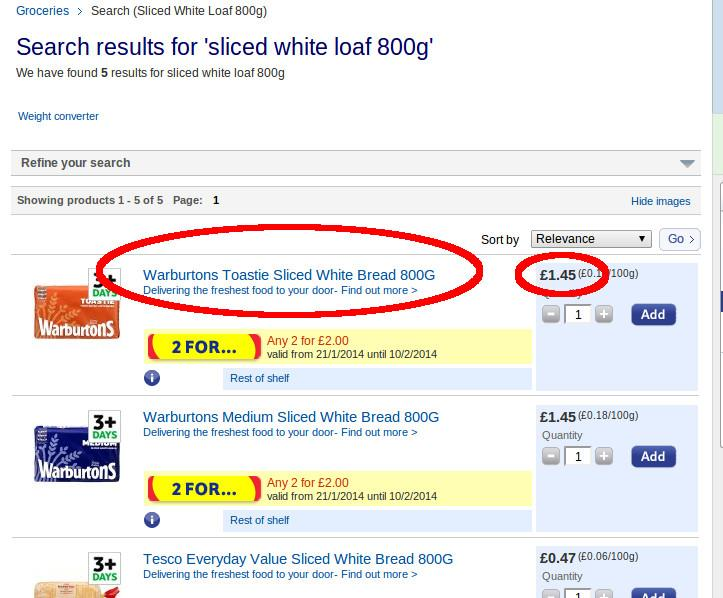 Groceries > Search (Sliced White Loaf 800g)
Search results for 'sliced white loaf 800g'
We have found 5 results for sliced white loaf 800g
Weight converter
Refine your search
Showing products 1 - 5 of 5 Page: 1 Hide images
Sort by Relevance Go >
3+ DAYS
TOASTIE
Warburtons
Warburtons Toastie Sliced White Bread 800G
Delivering the freshest food to your door- Find out more >
2 FOR... Any 2 for £2.00
valid from 21/1/2014 until 10/2/2014
i Rest of shelf
£1.45 /100g)
- 1 + Add
3+ DAYS
MEDIUM
Warburtons
Warburtons Medium Sliced White Bread 800G
Delivering the freshest food to your door- Find out more >
2 FOR... Any 2 for £2.00
valid from 21/1/2014 until 10/2/2014
i Rest of shelf
£1.45 (£0.18/100g)
Quantity
- 1 + Add
3+ DAYS
Tesco Everyday Value Sliced White Bread 800G
Delivering the freshest food to your door- Find out more >
£0.47 (£0.06/100g)
Quantity
- 1 + Add